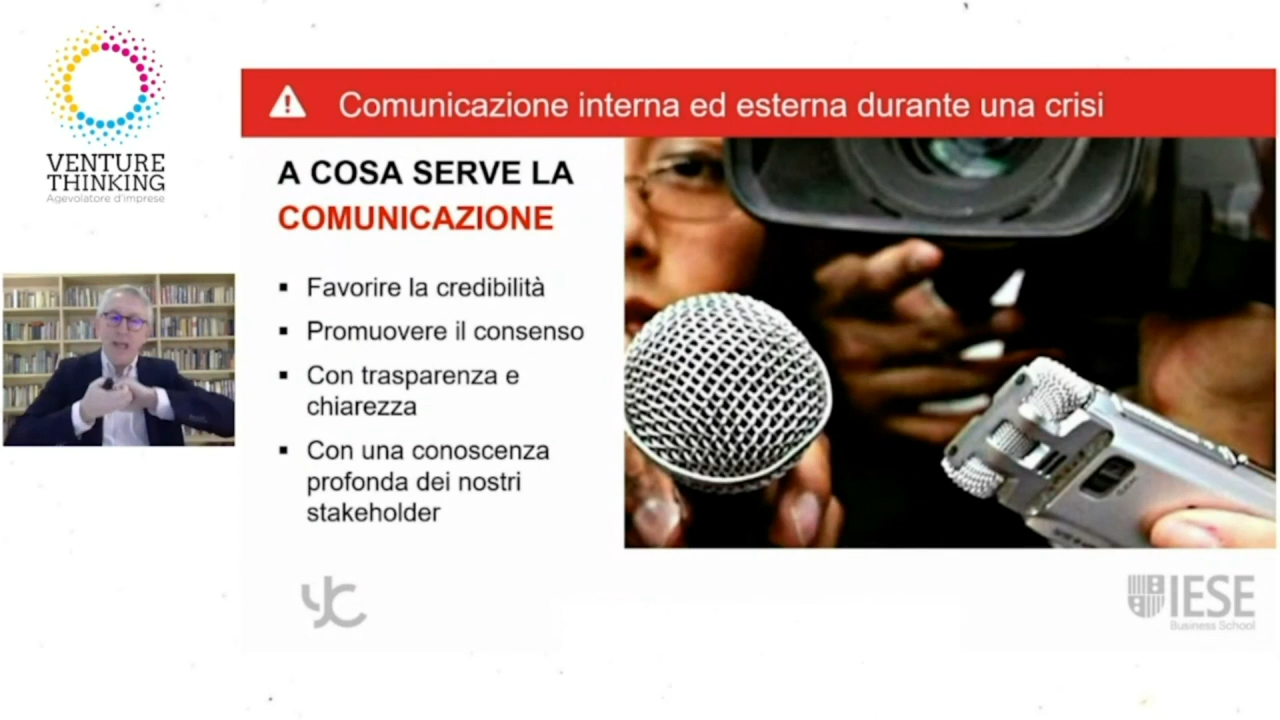 VENTURE
THINKING
Agevolatore d'imprese
Comunicazione interna ed esterna durante una crisi
A COSA SERVE LA
COMUNICAZIONE
▪ Favorire la credibilità
▪ Promuovere il consenso
▪ Con trasparenza e
chiarezza
▪ Con una conoscenza
profonda dei nostri
stakeholder
yc
IESE
Business School